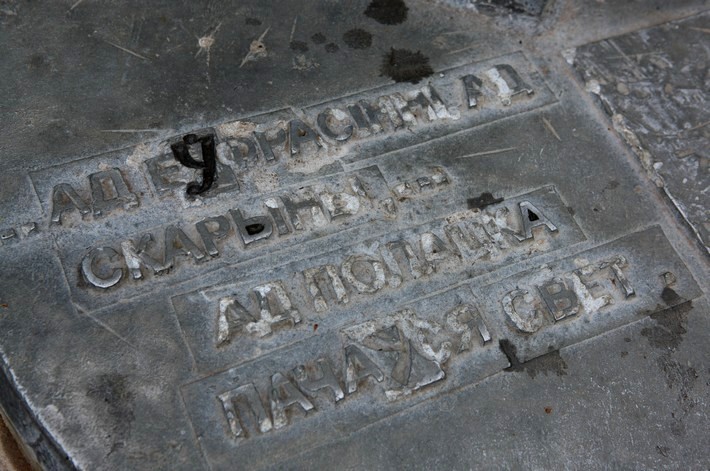 ... АД ЕЎФРАСІННІ, АД
СКАРЫНЫ, ...
АД ПОЛАЦКА
ПАЧАЎСЯ СВЕТ.